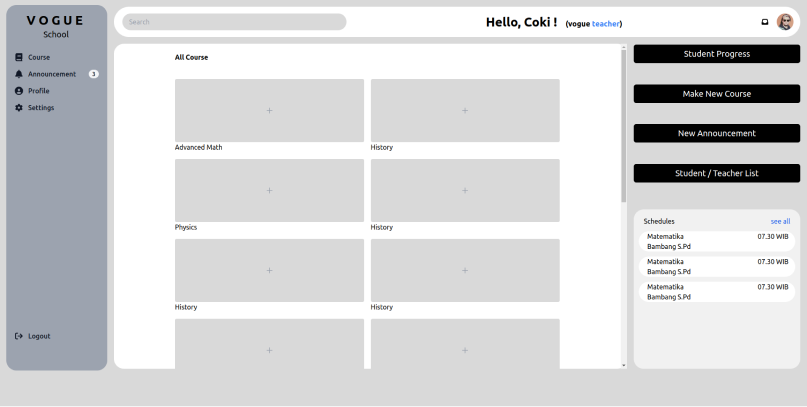 VOGUE
School
Course
Announcement 3
Profile
Settings
Logout
Search
Hello, Coki ! (vogue teacher)
All Course
+ +
Advanced Math History
+ +
Physics History
+ +
History History
+ +
Student Progress
Make New Course
New Announcement
Student / Teacher List
Schedules see all
Matematika 07.30 WIB
Bambang S.Pd
Matematika 07.30 WIB
Bambang S.Pd
Matematika 07.30 WIB
Bambang S.Pd